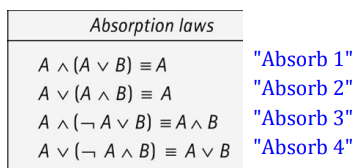 Absorption laws
A ∧ (A ∨ B) ≡ A "Absorb 1"
A ∨ (A ∧ B) ≡ A "Absorb 2"
A ∧ (¬ A ∨ B) ≡ A ∧ B "Absorb 3"
A ∨ (¬ A ∧ B) ≡ A ∨ B "Absorb 4"